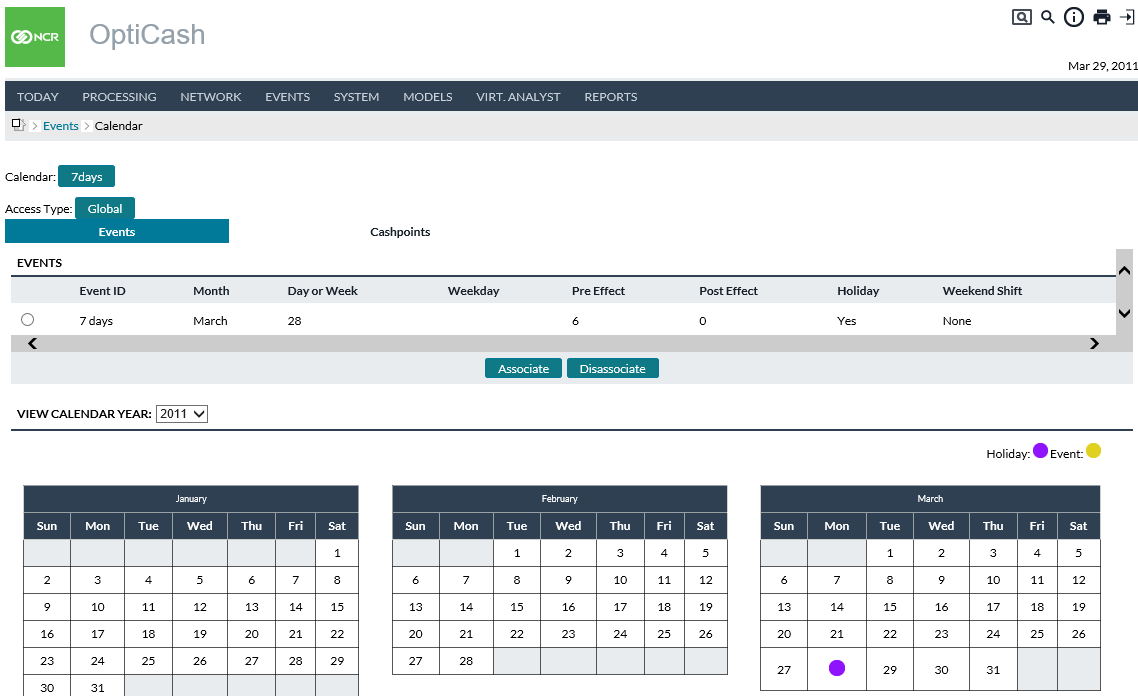 NCR
OptiCash
Mar 29, 2011
TODAY PROCESSING NETWORK EVENTS SYSTEM MODELS VIRT. ANALYST REPORTS
Events > Calendar
Calendar: 7days
Access Type: Global
Events Cashpoints
EVENTS
Event ID Month Day or Week Weekday Pre Effect Post Effect Holiday Weekend Shift
7 days March 28 6 0 Yes None
Associate Disassociate
VIEW CALENDAR YEAR: 2011
Holiday: Event:
January
Sun Mon Tue Wed Thu Fri Sat
1
2 3 4 5 6 7 8
9 10 11 12 13 14 15
16 17 18 19 20 21 22
23 24 25 26 27 28 29
30 31
February
Sun Mon Tue Wed Thu Fri Sat
1 2 3 4 5
6 7 8 9 10 11 12
13 14 15 16 17 18 19
20 21 22 23 24 25 26
27 28
March
Sun Mon Tue Wed Thu Fri Sat
1 2 3 4 5
6 7 8 9 10 11 12
13 14 15 16 17 18 19
20 21 22 23 24 25 26
27 29 30 31